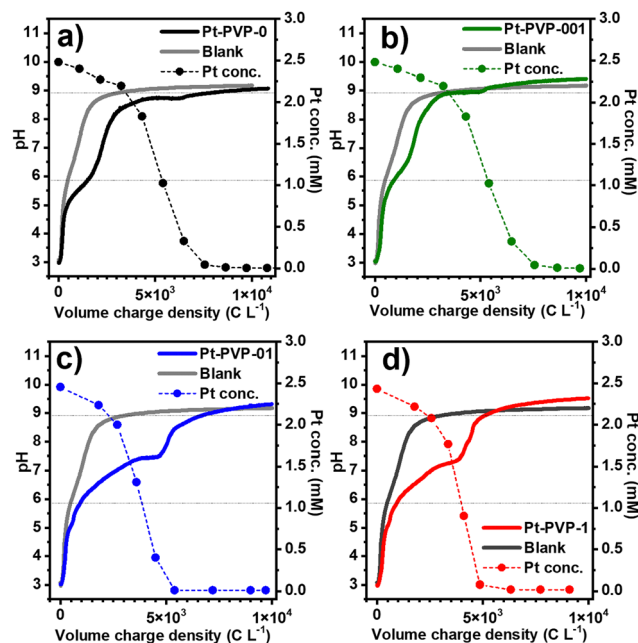 a)
Pt-PVP-0
Blank
Pt conc.
pH
11
10
9
8
7
6
5
4
3
3.0
2.5
2.0
1.5
1.0
0.5
0.0
Pt conc. (mM)
0 5×10³ 1×10⁴
Volume charge density (C L⁻¹)
b)
Pt-PVP-001
Blank
Pt conc.
pH
11
10
9
8
7
6
5
4
3
3.0
2.5
2.0
1.5
1.0
0.5
0.0
Pt conc. (mM)
0 5×10³ 1×10⁴
Volume charge density (C L⁻¹)
c)
Pt-PVP-01
Blank
Pt conc.
pH
11
10
9
8
7
6
5
4
3
3.0
2.5
2.0
1.5
1.0
0.5
0.0
Pt conc. (mM)
0 5×10³ 1×10⁴
Volume charge density (C L⁻¹)
d)
Pt-PVP-1
Blank
Pt conc.
pH
11
10
9
8
7
6
5
4
3
3.0
2.5
2.0
1.5
1.0
0.5
0.0
Pt conc. (mM)
0 5×10³ 1×10⁴
Volume charge density (C L⁻¹)